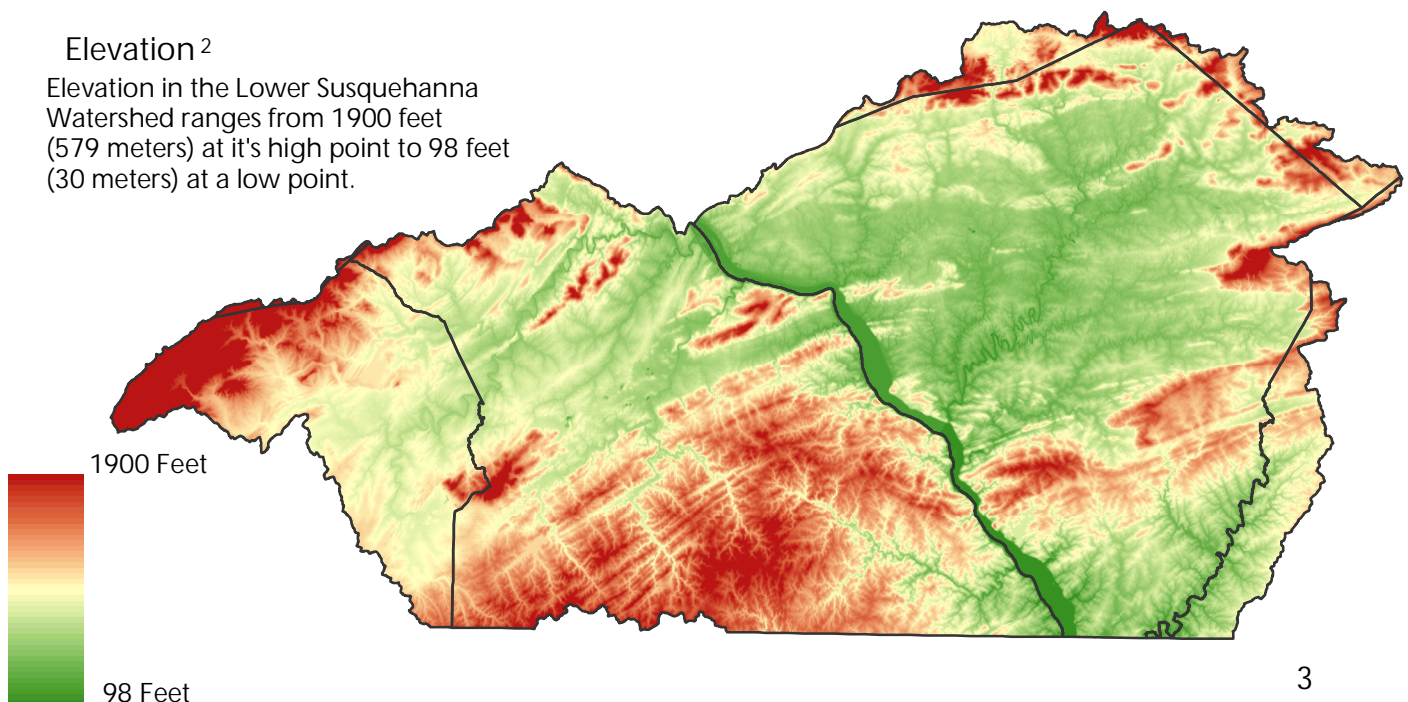 Elevation 2
Elevation in the Lower Susquehanna
Watershed ranges from 1900 feet
(579 meters) at it's high point to 98 feet
(30 meters) at a low point.
1900 Feet
98 Feet
3